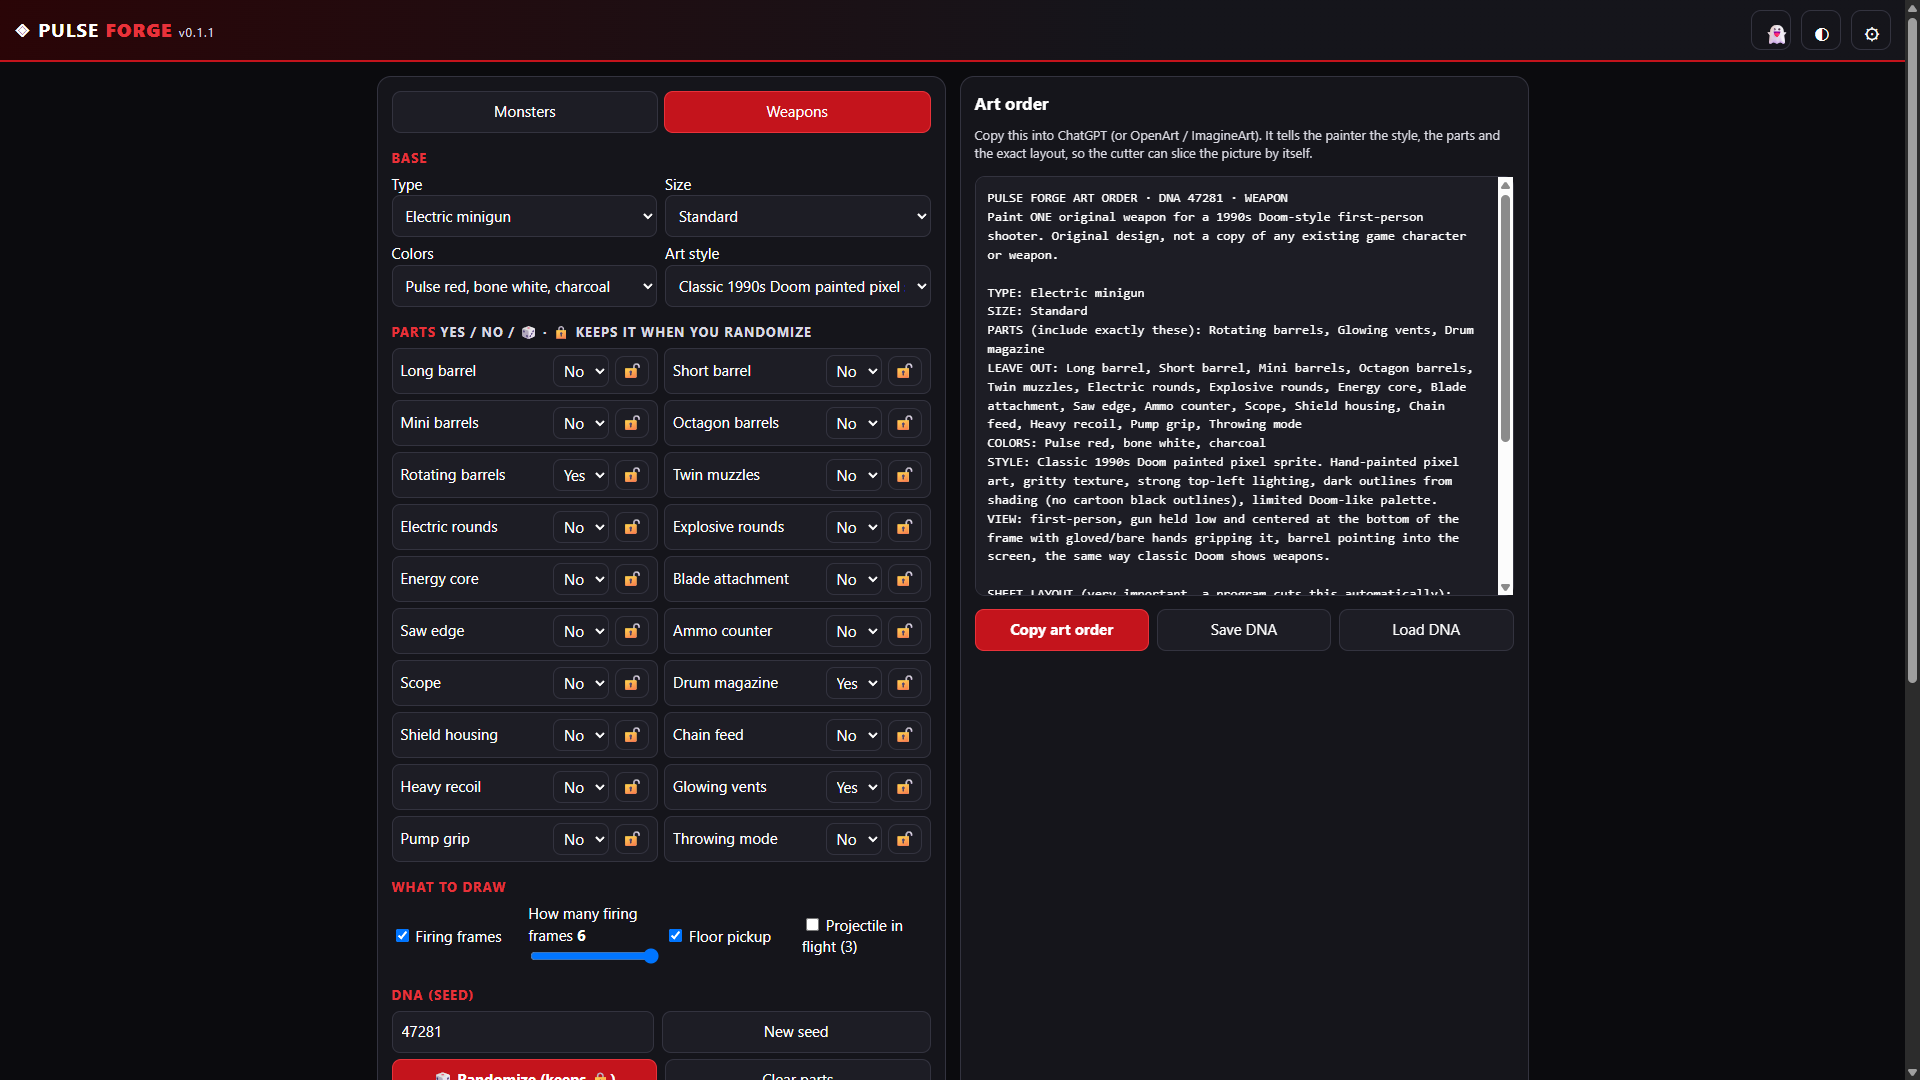 PULSE FORGE v0.1.1
Monsters
Weapons
BASE
Type
Size
Electric minigun
Standard
Colors
Art style
Pulse red, bone white, charcoal
Classic 1990s Doom painted pixel
PARTS YES / NO / · KEEPS IT WHEN YOU RANDOMIZE
Long barrel No
Short barrel No
Mini barrels No
Octagon barrels No
Rotating barrels Yes
Twin muzzles No
Electric rounds No
Explosive rounds No
Energy core No
Blade attachment No
Saw edge No
Ammo counter No
Scope No
Drum magazine Yes
Shield housing No
Chain feed No
Heavy recoil No
Glowing vents Yes
Pump grip No
Throwing mode No
WHAT TO DRAW
Firing frames
How many firing
frames 6
Floor pickup
Projectile in
flight (3)
DNA (SEED)
47281
New seed
Randomize (keeps )
Clear parts
Art order
Copy this into ChatGPT (or OpenArt / ImagineArt). It tells the painter the style, the parts and
the exact layout, so the cutter can slice the picture by itself.
PULSE FORGE ART ORDER · DNA 47281 · WEAPON
Paint ONE original weapon for a 1990s Doom-style first-person
shooter. Original design, not a copy of any existing game character
or weapon.
TYPE: Electric minigun
SIZE: Standard
PARTS (include exactly these): Rotating barrels, Glowing vents, Drum
magazine
LEAVE OUT: Long barrel, Short barrel, Mini barrels, Octagon barrels,
Twin muzzles, Electric rounds, Explosive rounds, Energy core, Blade
attachment, Saw edge, Ammo counter, Scope, Shield housing, Chain
feed, Heavy recoil, Pump grip, Throwing mode
COLORS: Pulse red, bone white, charcoal
STYLE: Classic 1990s Doom painted pixel sprite. Hand-painted pixel
art, gritty texture, strong top-left lighting, dark outlines from
shading (no cartoon black outlines), limited Doom-like palette.
VIEW: first-person, gun held low and centered at the bottom of the
frame with gloved/bare hands gripping it, barrel pointing into the
screen, the same way classic Doom shows weapons.
SHEET LAYOUT (very important, a program cuts this automatically):
Copy art order
Save DNA
Load DNA